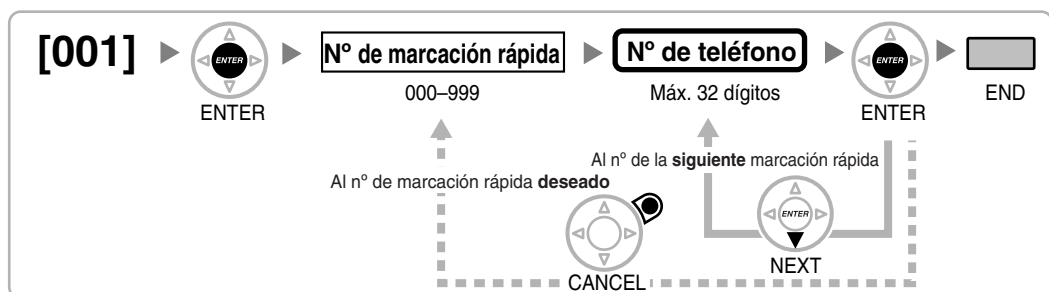 [001]
ENTER
ENTER
Nº de marcación rápida
000–999
Nº de teléfono
Máx. 32 dígitos
ENTER
ENTER
END
Al nº de la siguiente marcación rápida
Al nº de marcación rápida deseado
CANCEL
ENTER
NEXT